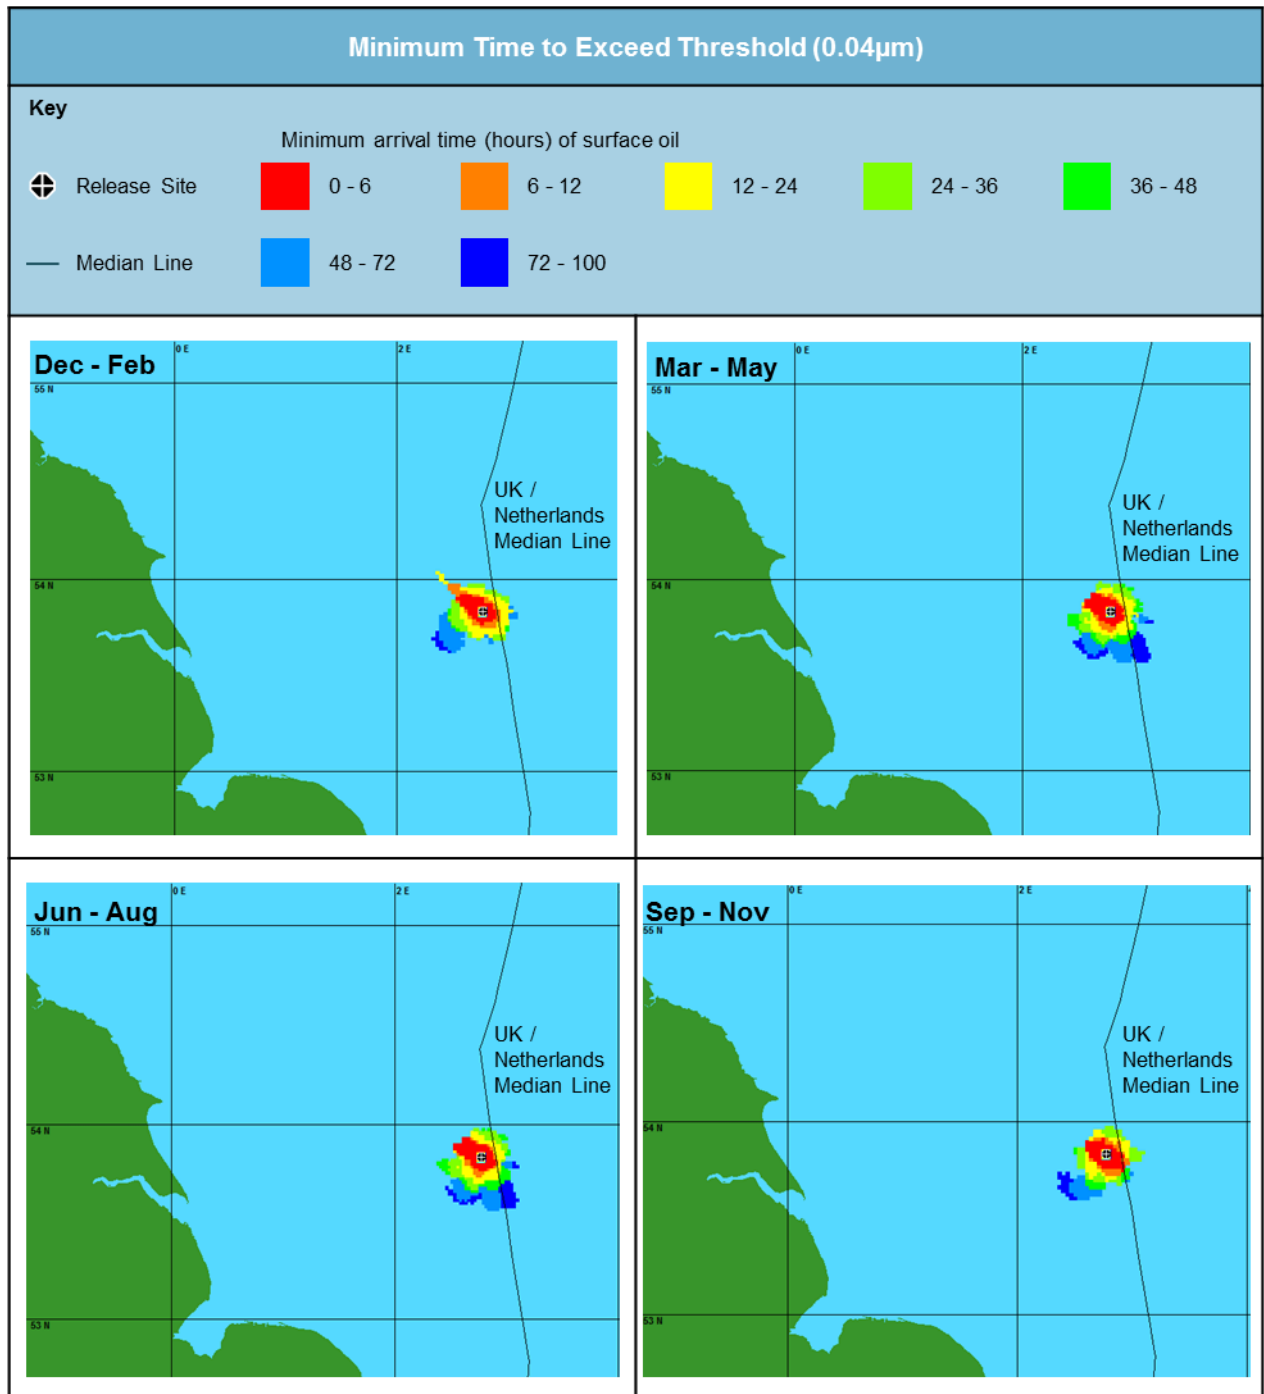 Minimum Time to Exceed Threshold (0.04µm)
Key
Minimum arrival time (hours) of surface oil
Release Site
0 - 6
6 - 12
12 - 24
24 - 36
36 - 48
Median Line
48 - 72
72 - 100
Dec - Feb
0 E
2 E
55 N
UK /
Netherlands
Median Line
54 N
53 N
Mar - May
0 E
2 E
55 N
UK /
Netherlands
Median Line
54 N
53 N
Jun - Aug
0 E
2 E
55 N
UK /
Netherlands
Median Line
54 N
53 N
Sep - Nov
0 E
2 E
55 N
UK /
Netherlands
Median Line
54 N
53 N